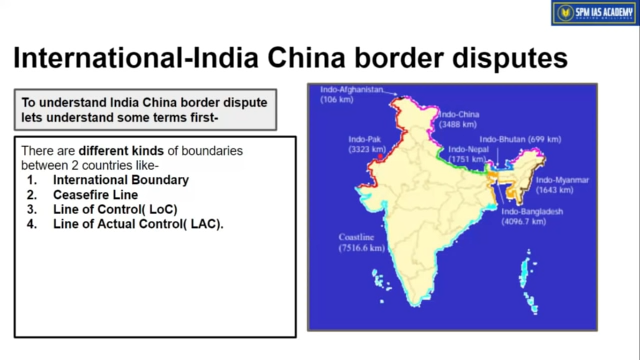 SPM IAS ACADEMY
International-India China border disputes
To understand India China border dispute
lets understand some terms first-
There are different kinds of boundaries
between 2 countries like-
1. International Boundary
2. Ceasefire Line
3. Line of Control( LoC)
4. Line of Actual Control( LAC).
Indo-Afghanistan
(106 km)
Indo-China
(3488 km)
Indo-Pak
(3323 km)
Indo-Bhutan (699 km)
Indo-Nepal
(1751 km)
Indo-Myanmar
(1643 km)
Indo-Bangladesh
(4096.7 km)
Coastline
(7516.6 km)